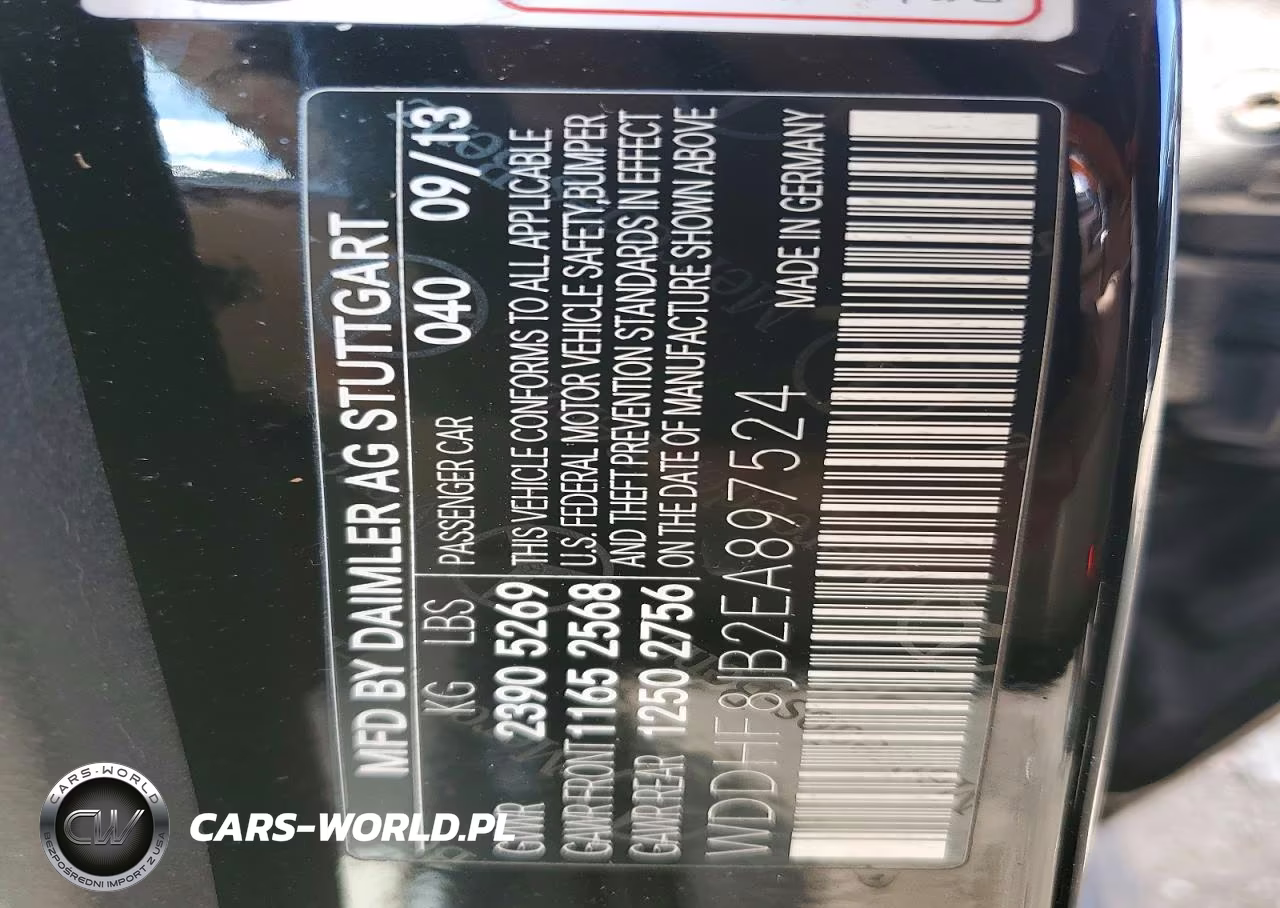 MFD BY DAIMLER AG STUTTGART
KG LBS PASSENGER CAR 040 09/13
GVWR 2390 5269 THIS VEHICLE CONFORMS TO ALL APPLICABLE
GAWR FRONT 1165 2568 U.S. FEDERAL MOTOR VEHICLE SAFETY, BUMPER
AND THEFT PREVENTION STANDARDS IN EFFECT
GAWR REAR 1250 2756 ON THE DATE OF MANUFACTURE SHOWN ABOVE
WDDHF8JB2EA897524 MADE IN GERMANY
CARS-WORLD
CW
BEZPOŚREDNI IMPORT Z USA
CARS-WORLD.PL